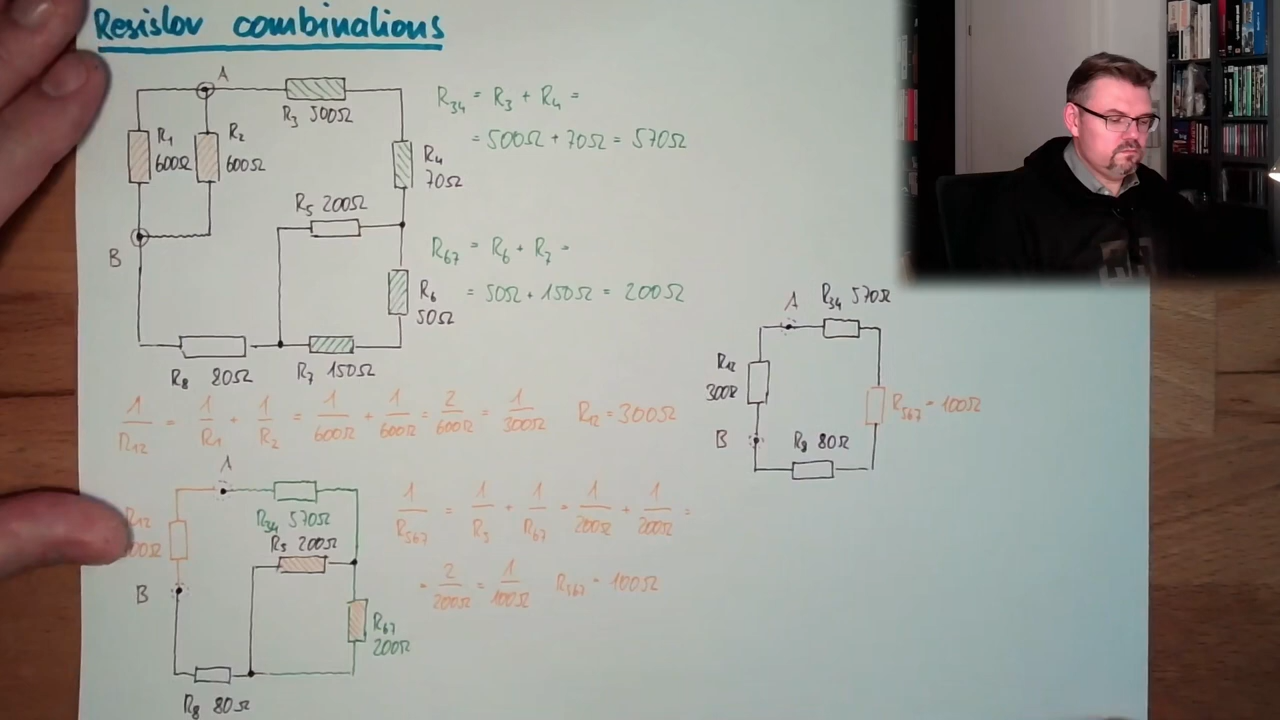 Resistor combinations
A
R3 500Ω
R1 600Ω
R2 600Ω
R4 70Ω
R5 200Ω
B
R6 50Ω
R8 80Ω
R7 150Ω
R34 = R3 + R4 =
= 500Ω + 70Ω = 570Ω
R67 = R6 + R7 =
= 50Ω + 150Ω = 200Ω
1/R12 = 1/R1 + 1/R2 = 1/600Ω + 1/600Ω = 2/600Ω = 1/300Ω R12 = 300Ω
A
R34 570Ω
R12
R5 200Ω
B
R67 200Ω
R8 80Ω
1/R567 = 1/R5 + 1/R67 = 1/200Ω + 1/200Ω =
= 2/200Ω = 1/100Ω R567 = 100Ω
A
R34 570Ω
R12 300Ω
R567 = 100Ω
B
R8 80Ω